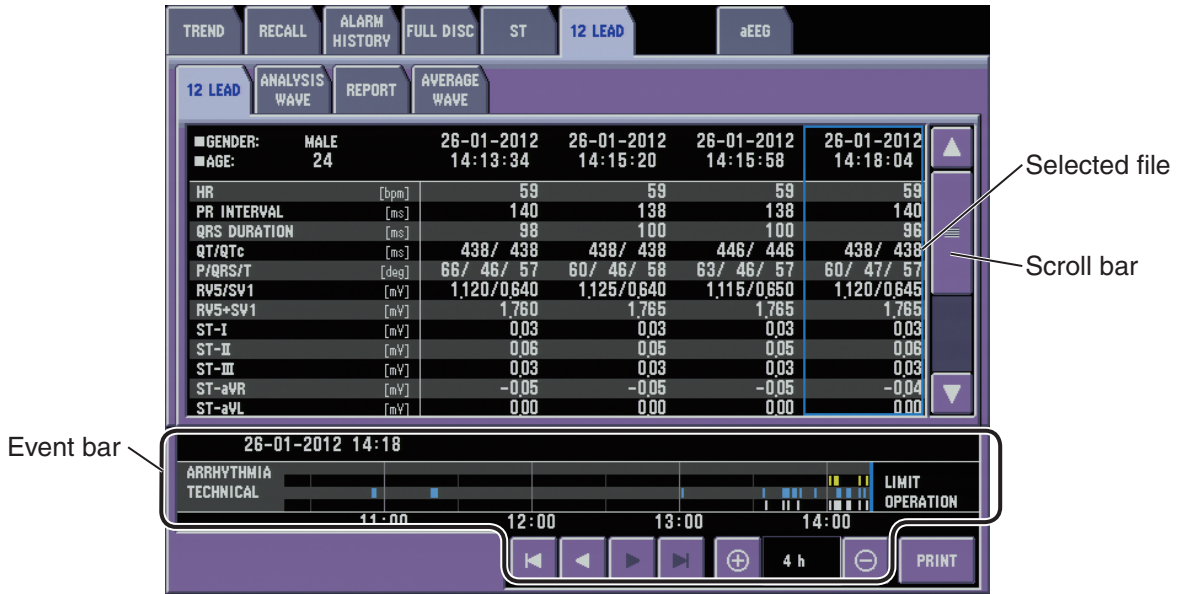 TREND RECALL ALARM HISTORY FULL DISC ST 12 LEAD aEEG
12 LEAD ANALYSIS WAVE REPORT AVERAGE WAVE
■GENDER: MALE 26-01-2012 26-01-2012 26-01-2012 26-01-2012
■AGE: 24 14:13:34 14:15:20 14:15:58 14:18:04
Selected file
HR [bpm] 59 59 59 59
PR INTERVAL [ms] 140 138 138 140
QRS DURATION [ms] 98 100 100 96
QT/QTc [ms] 438/ 438 438/ 438 446/ 446 438/ 438
Scroll bar
P/QRS/T [deg] 66/ 46/ 57 60/ 46/ 58 63/ 46/ 57 60/ 47/ 57
RV5/SV1 [mV] 1.120/0.640 1.125/0.640 1.115/0.650 1.120/0.645
RV5+SV1 [mV] 1.760 1.765 1.765 1.765
ST-I [mV] 0.03 0.03 0.03 0.03
ST-II [mV] 0.06 0.05 0.05 0.06
ST-III [mV] 0.03 0.03 0.03 0.03
ST-aVR [mV] -0.05 -0.05 -0.05 -0.04
ST-aVL [mV] 0.00 0.00 0.00 0.00
Event bar
26-01-2012 14:18
ARRHYTHMIA LIMIT
TECHNICAL OPERATION
11:00 12:00 13:00 14:00
4 h PRINT